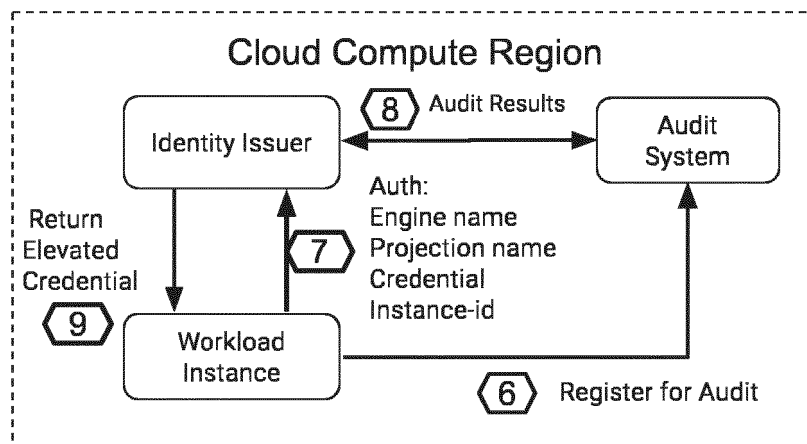 Cloud Compute Region
8
Audit Results
Identity Issuer
Audit
System
Auth:
Engine name
Projection name
Credential
Instance-id
7
Return
Elevated
Credential
9
Workload
Instance
6
Register for Audit